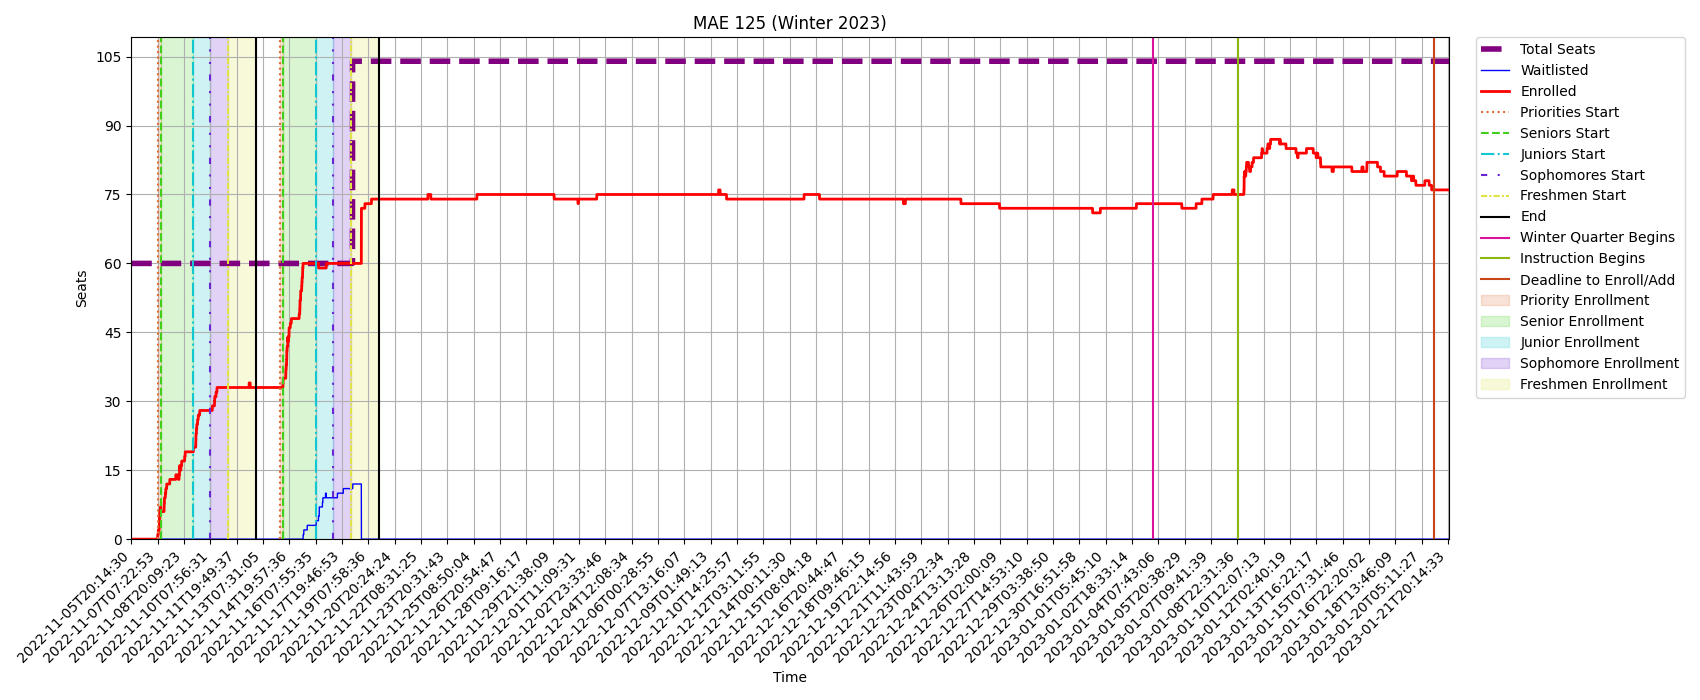 MAE 125 (Winter 2023)
Seats
105
90
75
60
45
30
15
0
2022-11-05T20:14:30
2022-11-07T07:22:53
2022-11-08T20:09:23
2022-11-10T07:56:31
2022-11-11T19:49:37
2022-11-13T07:31:05
2022-11-14T19:57:36
2022-11-16T07:55:35
2022-11-17T19:46:53
2022-11-19T07:58:36
2022-11-20T20:24:24
2022-11-22T08:31:25
2022-11-23T20:31:43
2022-11-25T08:50:04
2022-11-26T20:54:47
2022-11-28T09:16:17
2022-11-29T21:38:09
2022-12-01T11:09:31
2022-12-02T23:33:46
2022-12-04T12:08:34
2022-12-06T00:28:55
2022-12-07T13:16:07
2022-12-09T01:49:13
2022-12-10T14:25:57
2022-12-12T03:11:55
2022-12-14T00:11:30
2022-12-15T08:04:18
2022-12-16T20:44:47
2022-12-18T09:46:15
2022-12-19T22:14:56
2022-12-21T11:43:59
2022-12-23T00:22:34
2022-12-24T13:13:28
2022-12-26T02:00:09
2022-12-27T14:53:10
2022-12-29T03:38:50
2022-12-30T16:51:58
2023-01-01T05:45:10
2023-01-02T18:33:14
2023-01-04T07:43:06
2023-01-05T20:38:29
2023-01-07T09:41:39
2023-01-08T22:31:36
2023-01-10T12:07:13
2023-01-12T02:40:19
2023-01-13T16:22:17
2023-01-15T07:31:46
2023-01-16T22:20:02
2023-01-18T13:46:09
2023-01-20T05:11:27
2023-01-21T20:14:33
Time
Total Seats
Waitlisted
Enrolled
Priorities Start
Seniors Start
Juniors Start
Sophomores Start
Freshmen Start
End
Winter Quarter Begins
Instruction Begins
Deadline to Enroll/Add
Priority Enrollment
Senior Enrollment
Junior Enrollment
Sophomore Enrollment
Freshmen Enrollment